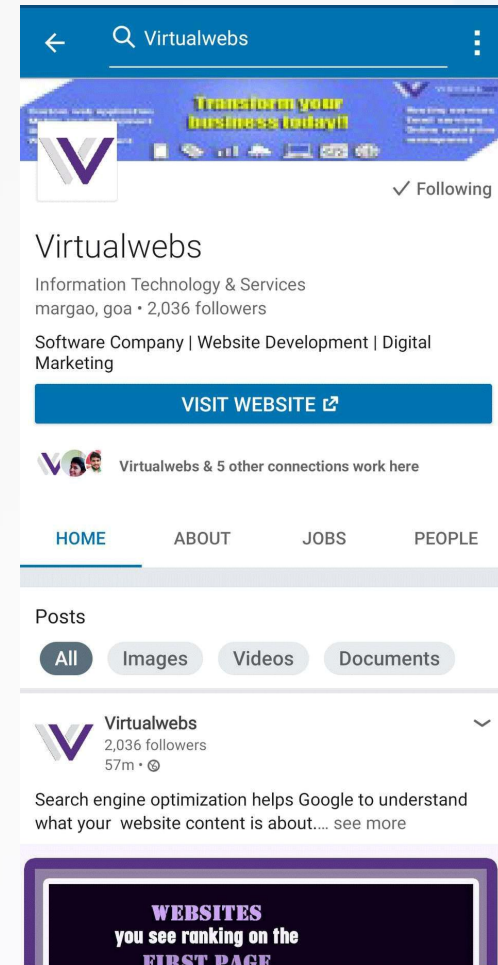 Virtualwebs
Transform your
business today!!
Virtualwebs
Following
Information Technology & Services
margao, goa • 2,036 followers
Software Company | Website Development | Digital
Marketing
VISIT WEBSITE
Virtualwebs & 5 other connections work here
HOME ABOUT JOBS PEOPLE
Posts
All Images Videos Documents
Virtualwebs
2,036 followers
57m •
Search engine optimization helps Google to understand
what your website content is about.... see more
WEBSITES
you see ranking on the
FIRST PAGE